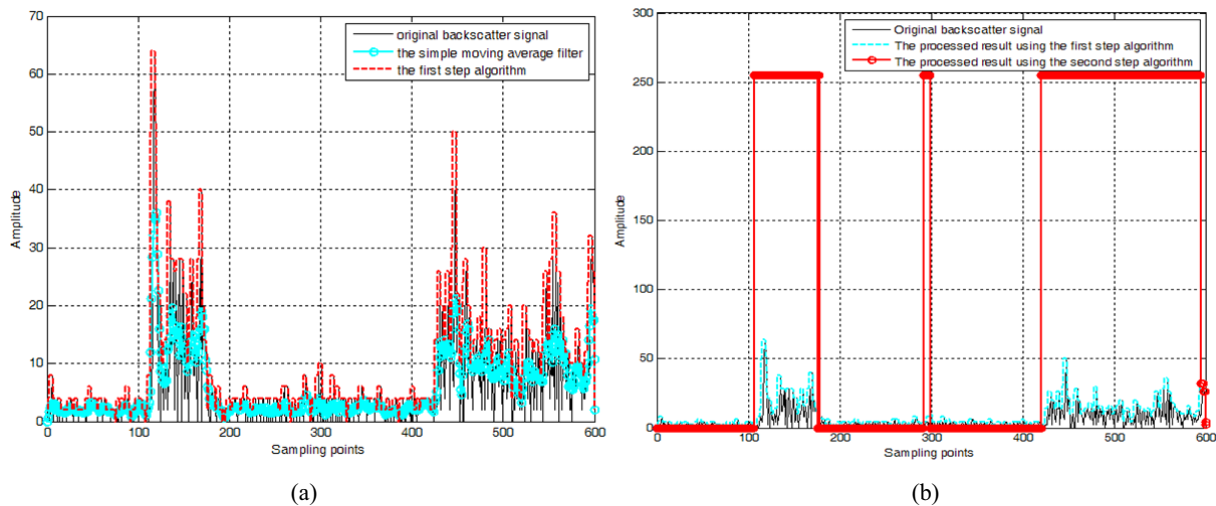 70
60
50
40
30
20
10
0
Amplitude
0 100 200 300 400 500 600
Sampling points
original backscatter signal
the simple moving average filter
the first step algorithm
(a)
300
250
200
150
100
50
0
Amplitude
0 100 200 300 400 500 600
Sampling points
Original backscatter signal
The processed result using the first step algorithm
The processed result using the second step algorithm
(b)